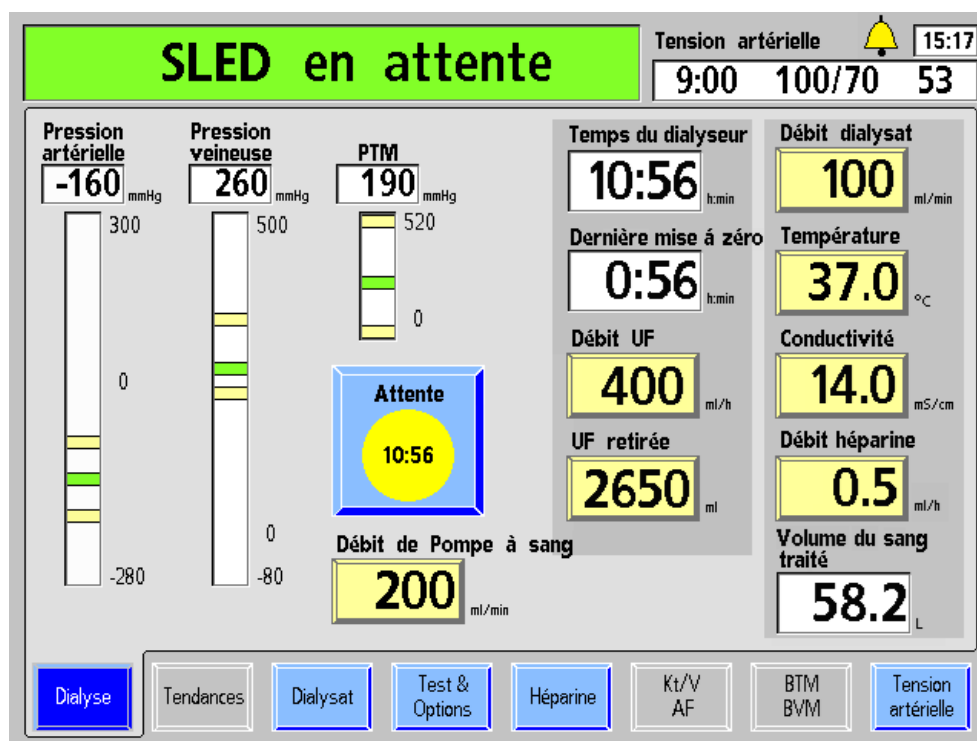 SLED en attente
Tension artérielle
15:17
9:00 100/70 53
Pression
artérielle
-160 mmHg
300
0
-280
Pression
veineuse
260 mmHg
500
0
-80
PTM
190 mmHg
520
0
Attente
10:56
Débit de Pompe à sang
200 ml/min
Temps du dialyseur
10:56 h:min
Dernière mise á zéro
0:56 h:min
Débit UF
400 ml/h
UF retirée
2650 ml
Débit dialysat
100 ml/min
Température
37.0 °C
Conductivité
14.0 mS/cm
Débit héparine
0.5 ml/h
Volume du sang
traité
58.2 L
Dialyse
Tendances
Dialysat
Test &
Options
Héparine
Kt/V
AF
BTM
BVM
Tension
artérielle